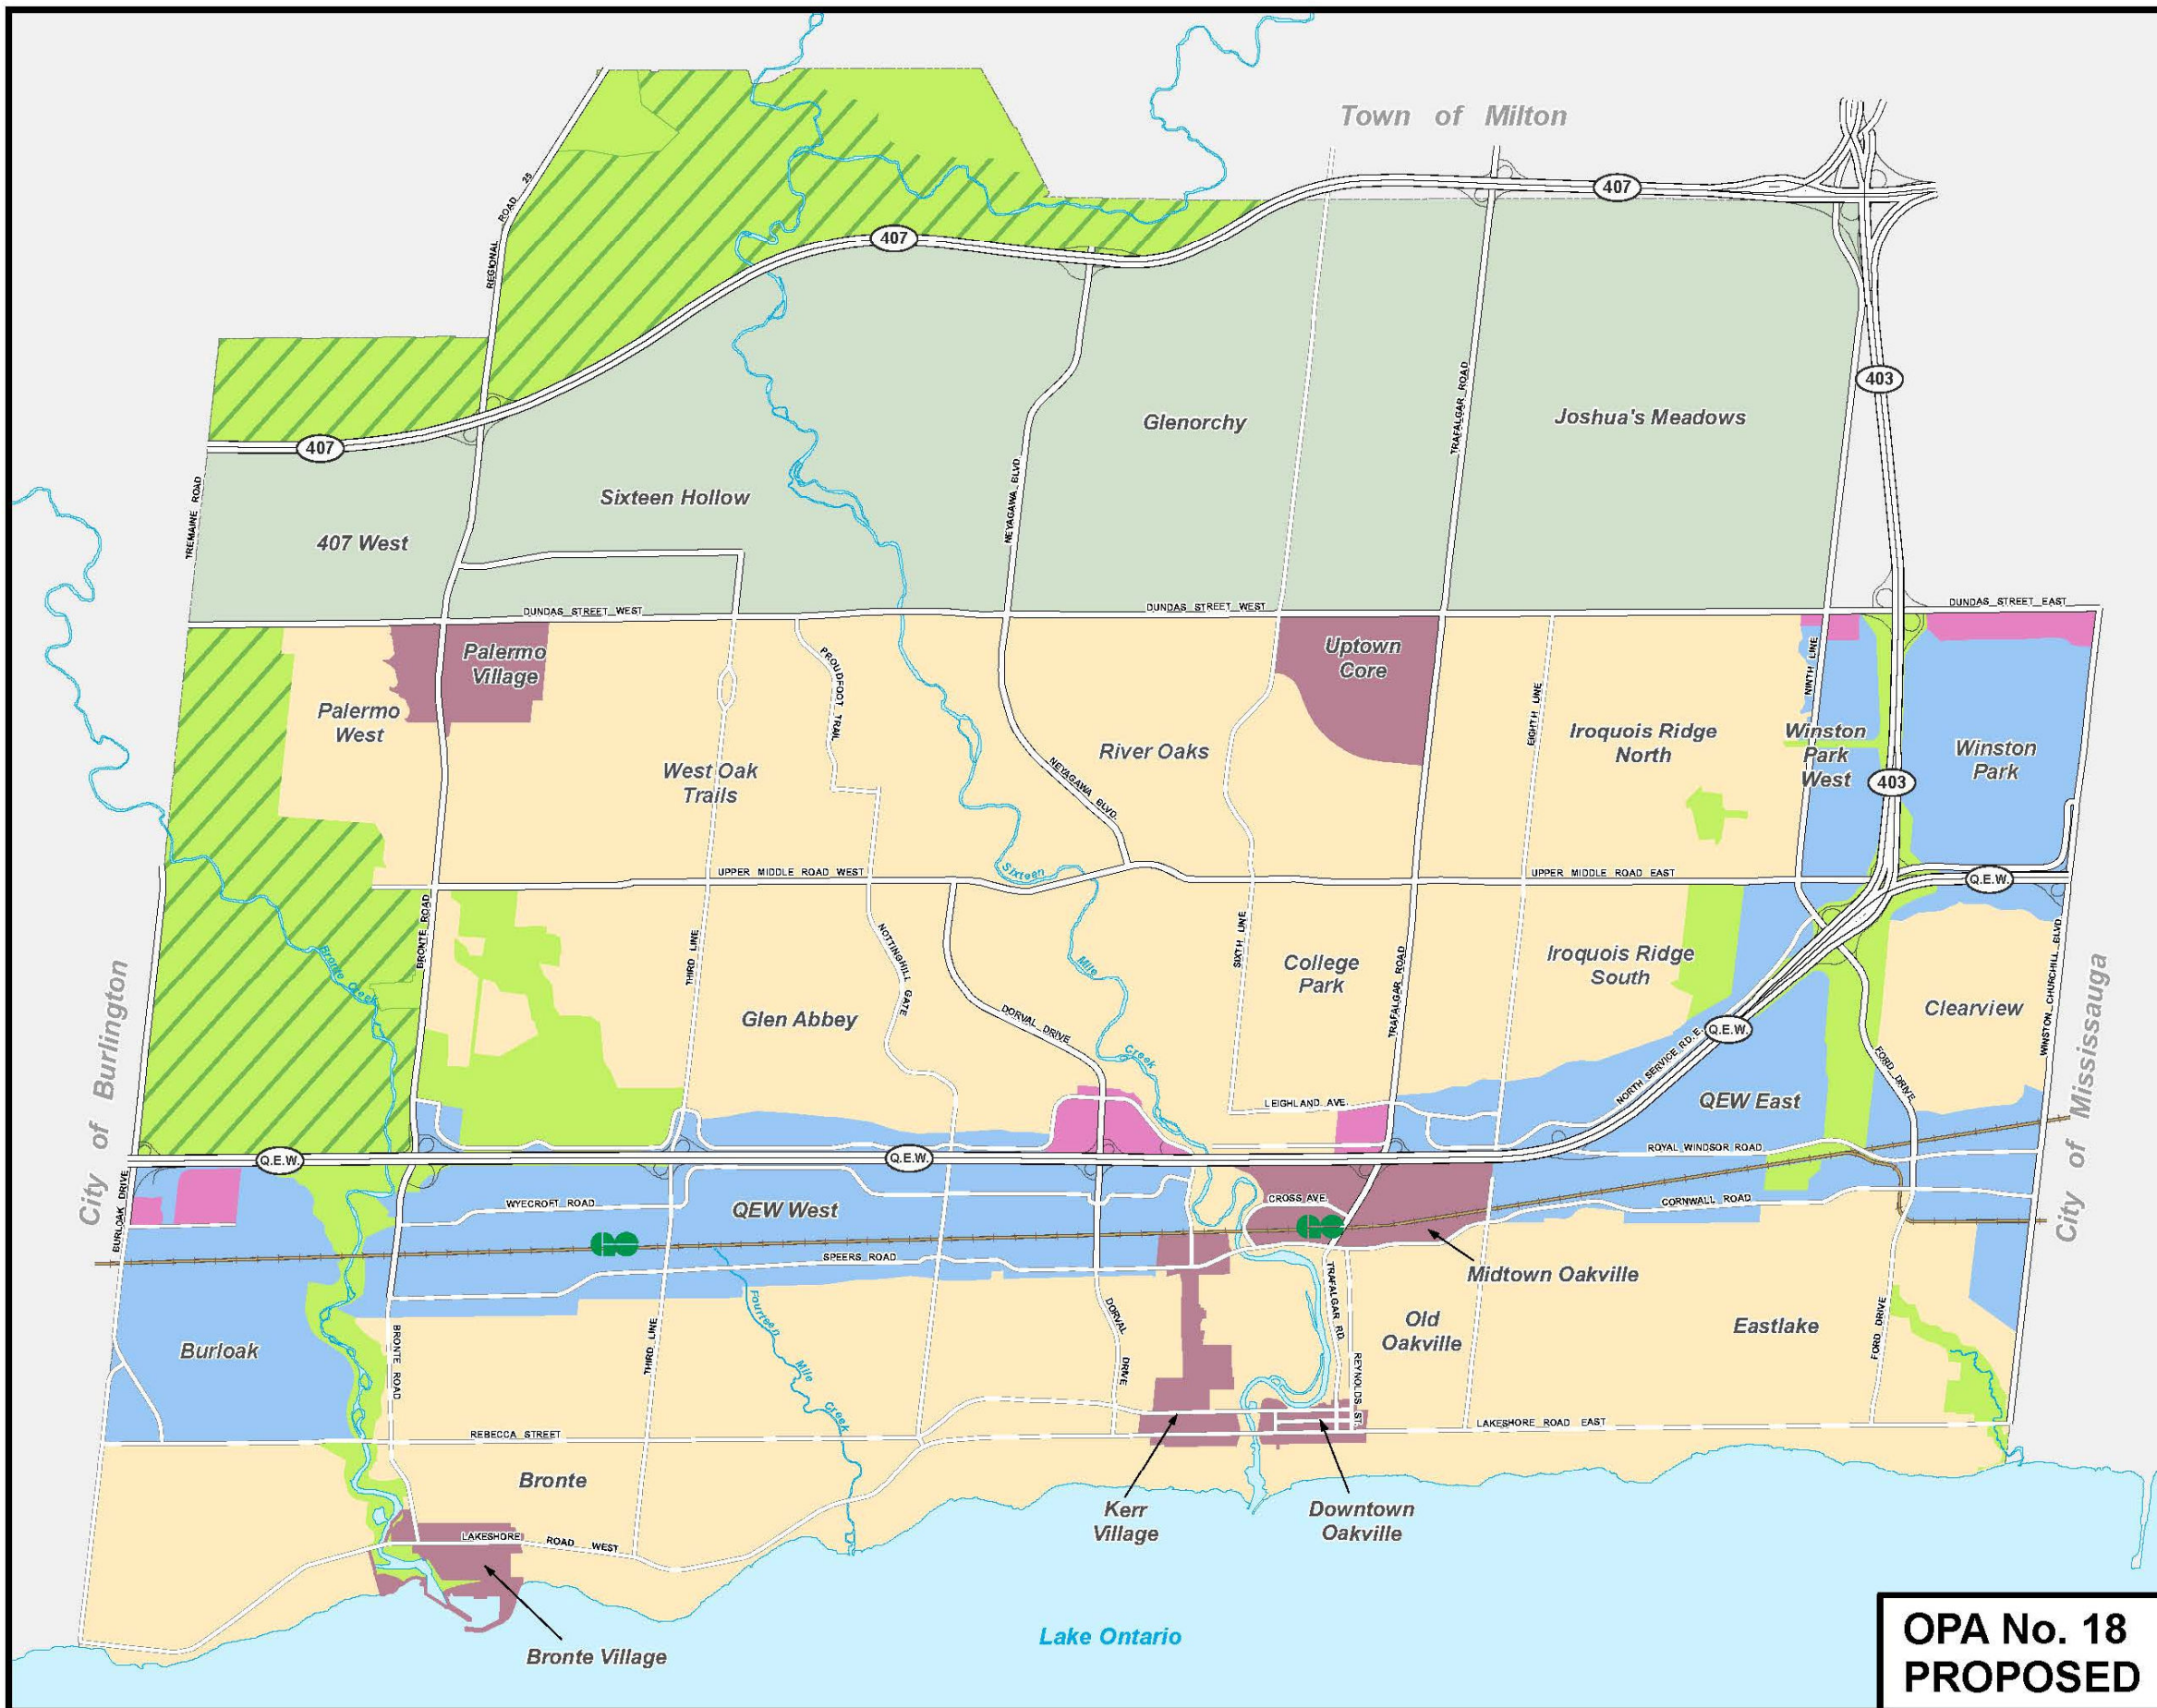 Town of Milton
REGIONAL ROAD 25
407
407
407
403
TREMAINE ROAD
NEYAGAWA BLVD.
TRAFALGAR ROAD
Glenorchy
Joshua's Meadows
Sixteen Hollow
407 West
DUNDAS STREET WEST
DUNDAS STREET WEST
DUNDAS STREET EAST
Palermo
Village
Uptown
Core
Palermo
West
PROUDFOOT TRAIL
West Oak
Trails
River Oaks
NEYAGAWA BLVD.
EIGHTH LINE
Iroquois Ridge
North
NINTH LINE
Winston
Park
West
403
Winston
Park
UPPER MIDDLE ROAD WEST
Sixteen
Mile
Creek
UPPER MIDDLE ROAD EAST
Q.E.W.
City of Burlington
Bronte Creek
BRONTE ROAD
THIRD LINE
NOTTINGHILL GATE
Glen Abbey
DORVAL DRIVE
SIXTH LINE
College
Park
TRAFALGAR ROAD
Iroquois Ridge
South
Q.E.W.
NORTH SERVICE RD. E.
Clearview
WINSTON CHURCHILL BLVD.
City of Mississauga
FORD DRIVE
QEW East
LEIGHLAND AVE.
ROYAL WINDSOR ROAD
Q.E.W.
Q.E.W.
BURLOAK DRIVE
WYECROFT ROAD
QEW West
CROSS AVE.
CORNWALL ROAD
GO
GO
SPEERS ROAD
Midtown Oakville
Burloak
BRONTE ROAD
THIRD LINE
Fourteen
Mile
Creek
DORVAL
DRIVE
TRAFALGAR RD.
REYNOLDS ST.
Old
Oakville
Eastlake
FORD DRIVE
REBECCA STREET
LAKESHORE ROAD EAST
Bronte
Kerr
Village
Downtown
Oakville
LAKESHORE ROAD WEST
Bronte Village
Lake Ontario
OPA No. 18
PROPOSED